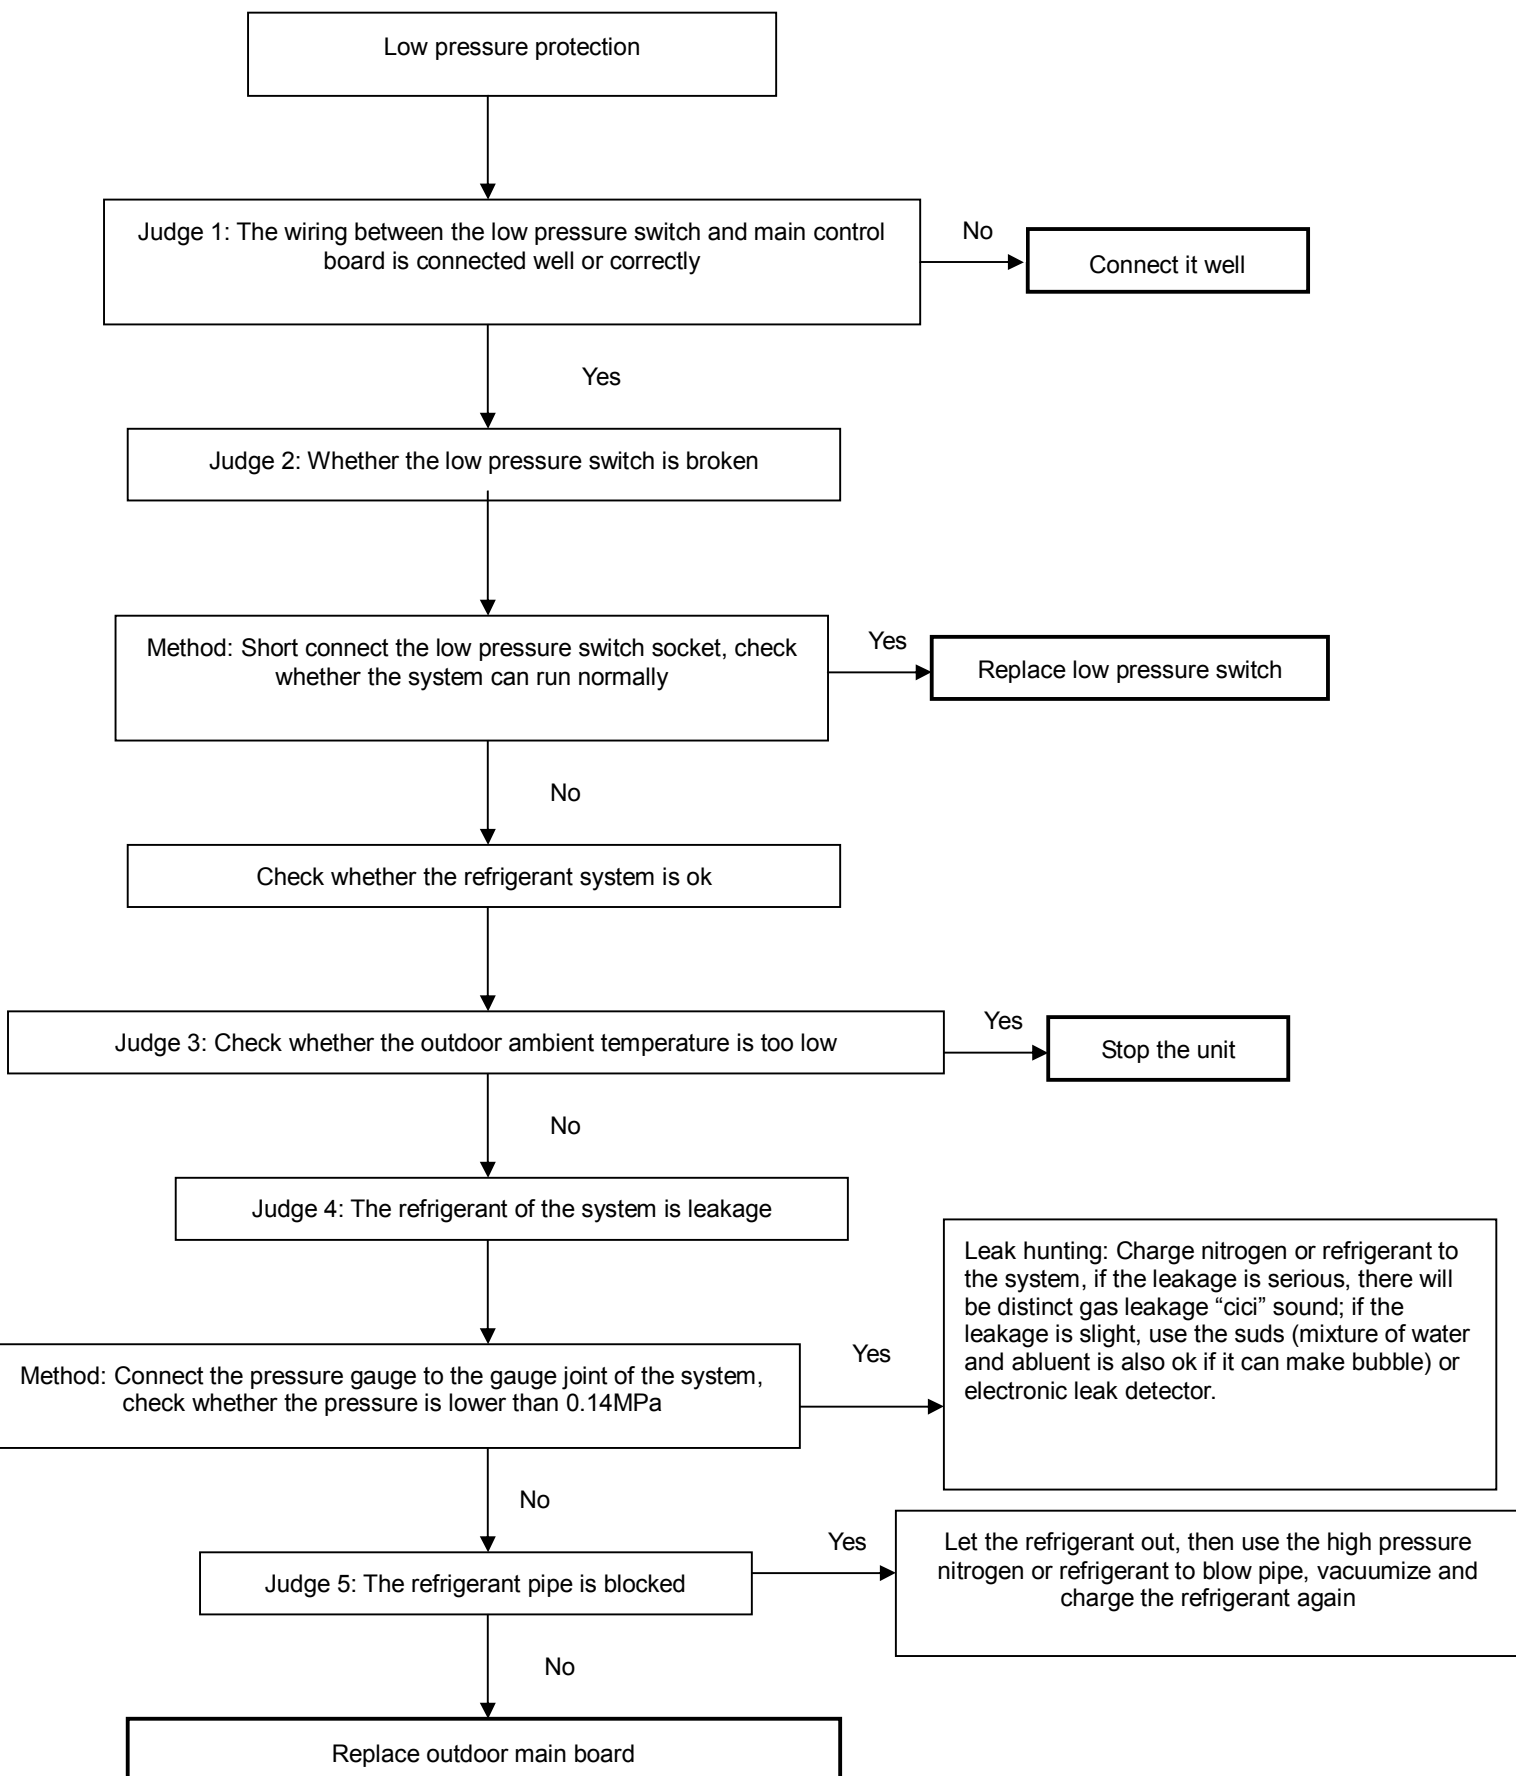 Low pressure protection
Judge 1: The wiring between the low pressure switch and main control
board is connected well or correctly
No
Connect it well
Yes
Judge 2: Whether the low pressure switch is broken
Method: Short connect the low pressure switch socket, check
whether the system can run normally
Yes
Replace low pressure switch
No
Check whether the refrigerant system is ok
Judge 3: Check whether the outdoor ambient temperature is too low
Yes
Stop the unit
No
Judge 4: The refrigerant of the system is leakage
Method: Connect the pressure gauge to the gauge joint of the system,
check whether the pressure is lower than 0.14MPa
Yes
Leak hunting: Charge nitrogen or refrigerant to
the system, if the leakage is serious, there will
be distinct gas leakage “cici” sound; if the
leakage is slight, use the suds (mixture of water
and abluent is also ok if it can make bubble) or
electronic leak detector.
No
Judge 5: The refrigerant pipe is blocked
Yes
Let the refrigerant out, then use the high pressure
nitrogen or refrigerant to blow pipe, vacuumize and
charge the refrigerant again
No
Replace outdoor main board